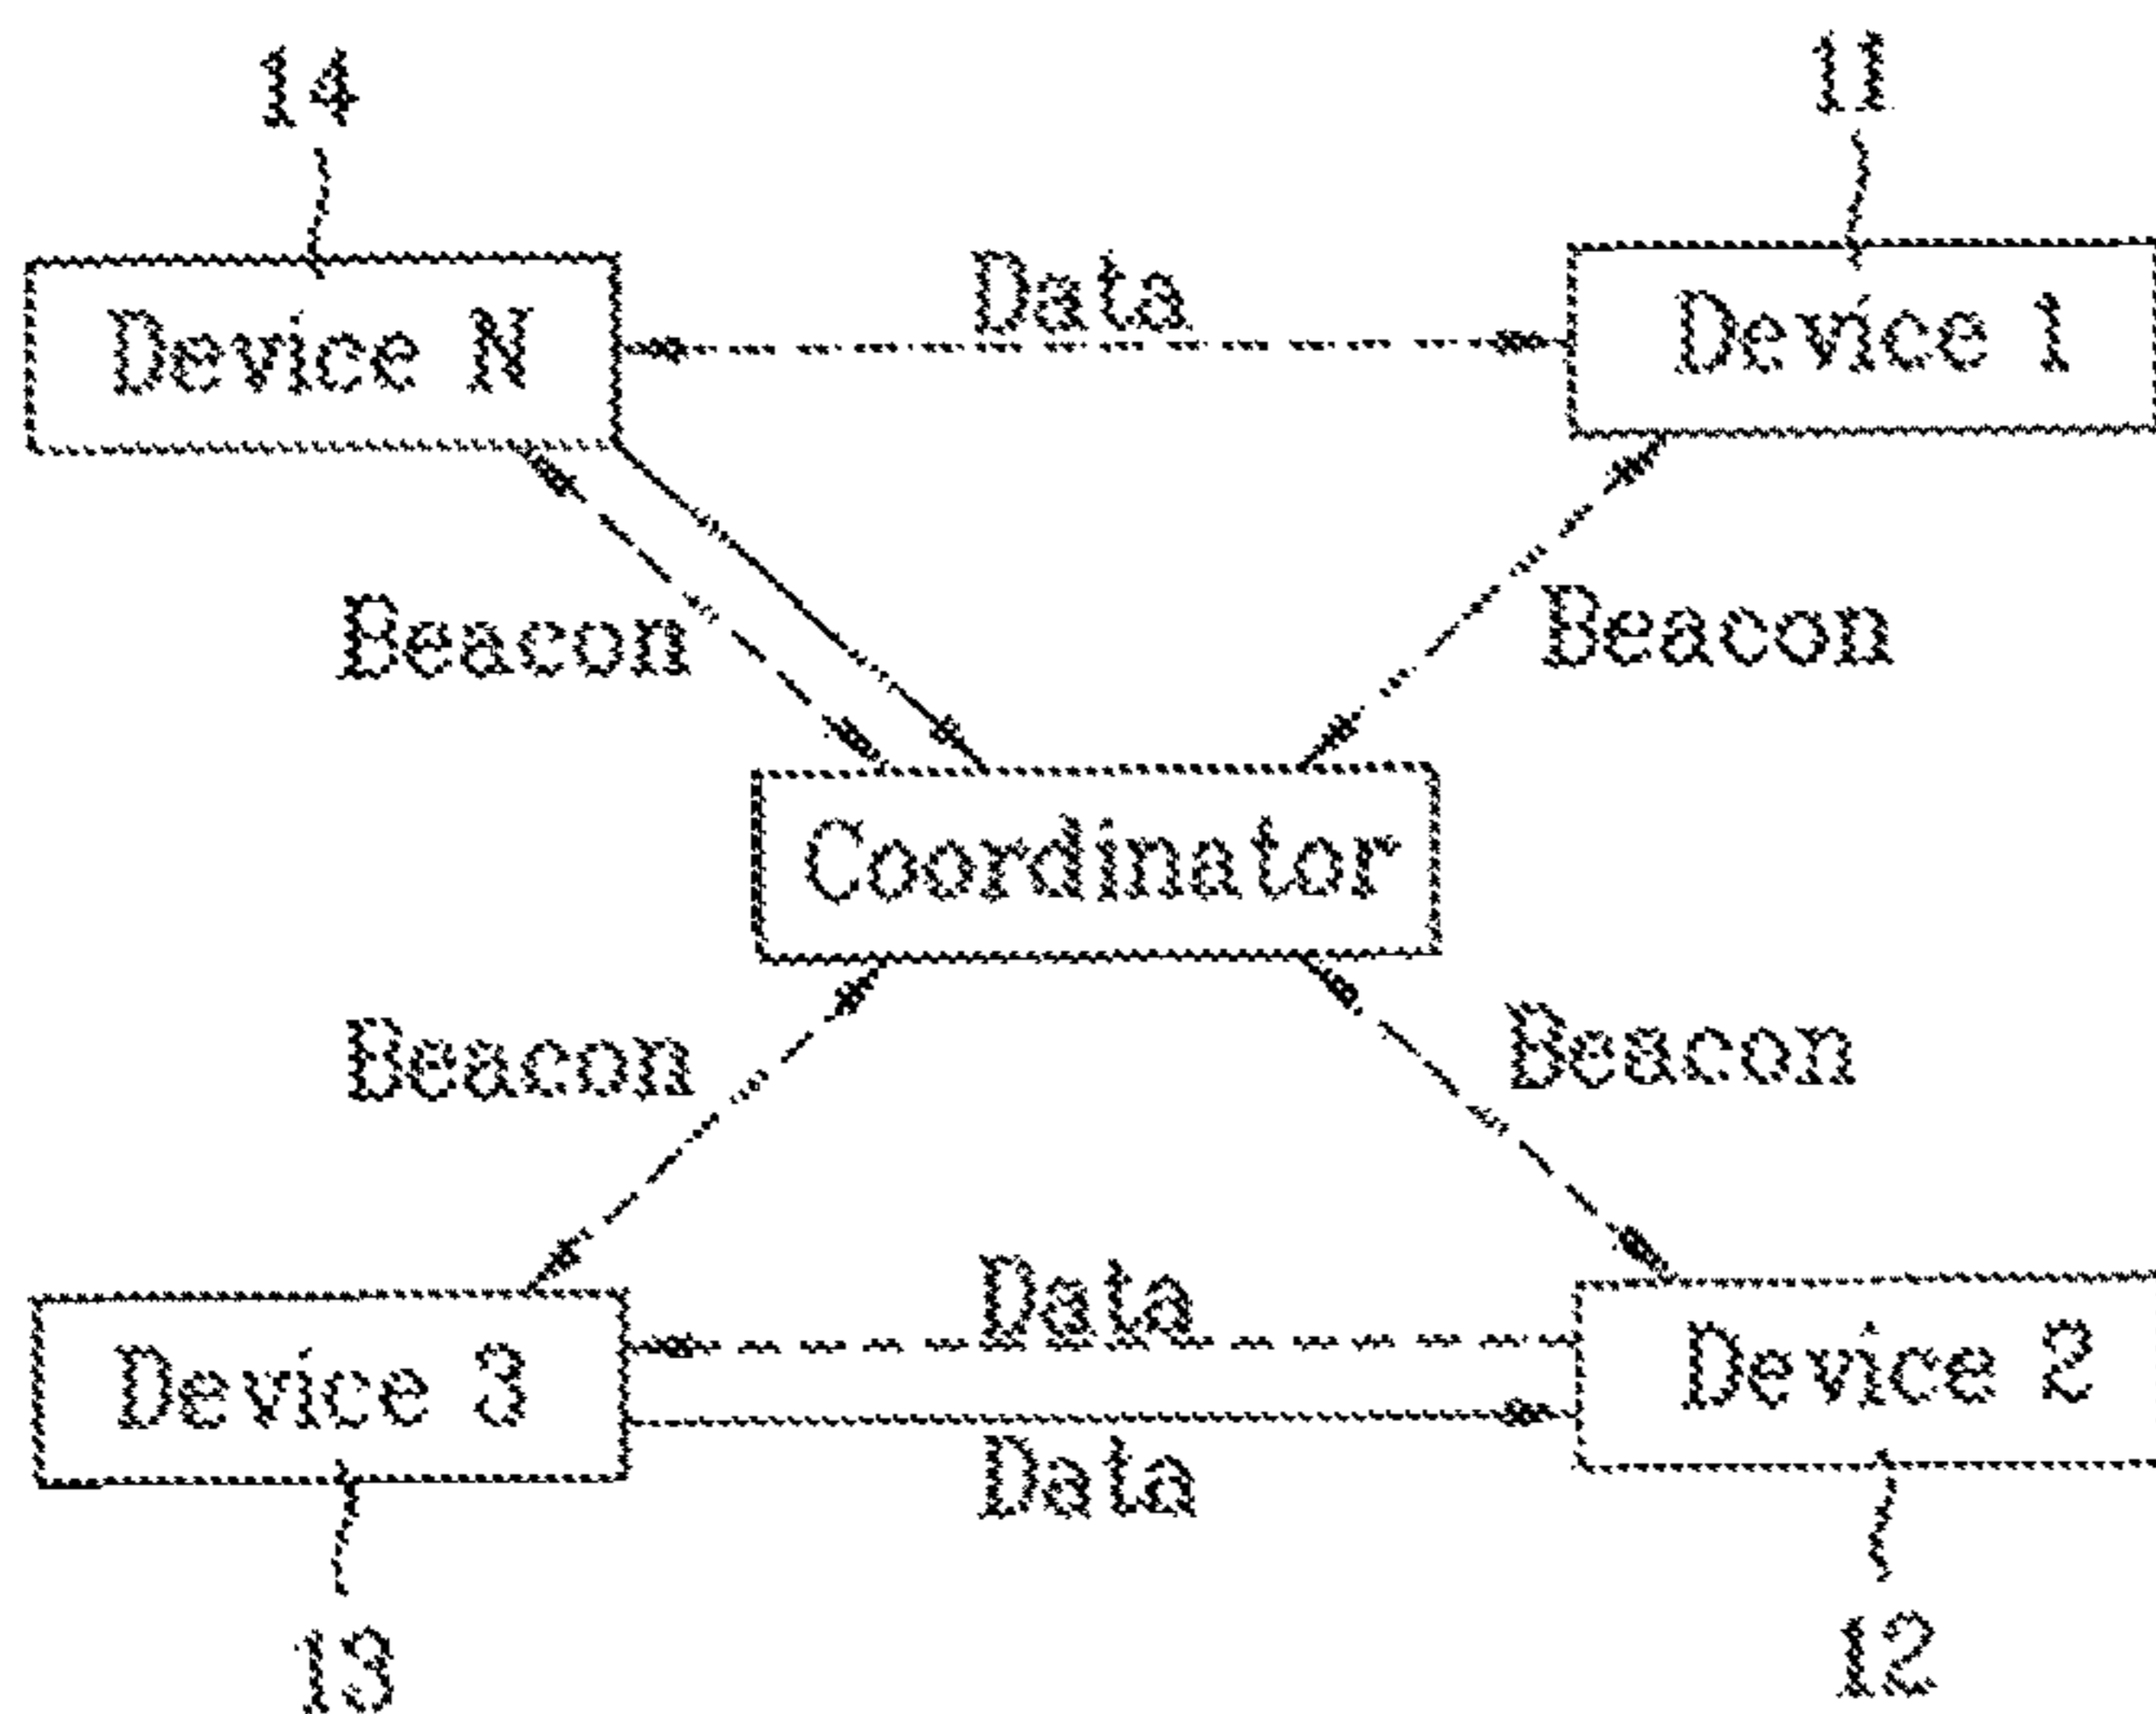 14
11
Data
Device N
Device 1
Beacon
Beacon
Coordinator
Beacon
Beacon
Data
Device 3
Device 2
Data
13
12